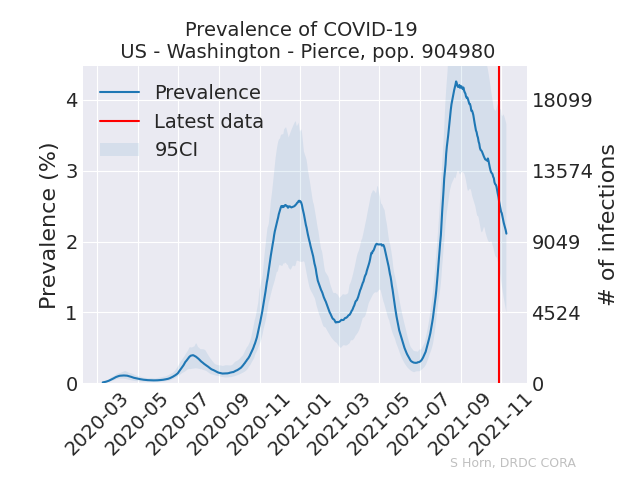 Prevalence of COVID-19
US - Washington - Pierce, pop. 904980
Prevalence
Latest data
95CI
Prevalence (%)
4
3
2
1
0
18099
13574
9049
4524
0
# of infections
2020-03
2020-05
2020-07
2020-09
2020-11
2021-01
2021-03
2021-05
2021-07
2021-09
2021-11
S Horn, DRDC CORA